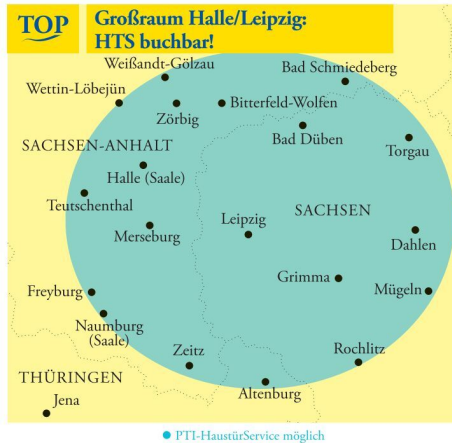 TOP
Großraum Halle/Leipzig:
HTS buchbar!
Weißandt-Gölzau
Bad Schmiedeberg
Wettin-Löbejün
Bitterfeld-Wolfen
Zörbig
Bad Düben
SACHSEN-ANHALT
Torgau
Halle (Saale)
Teutschenthal
SACHSEN
Leipzig
Merseburg
Dahlen
Grimma
Freyburg
Mügeln
Naumburg
(Saale)
Zeitz
Rochlitz
THÜRINGEN
Altenburg
Jena
PTI-HaustürService möglich